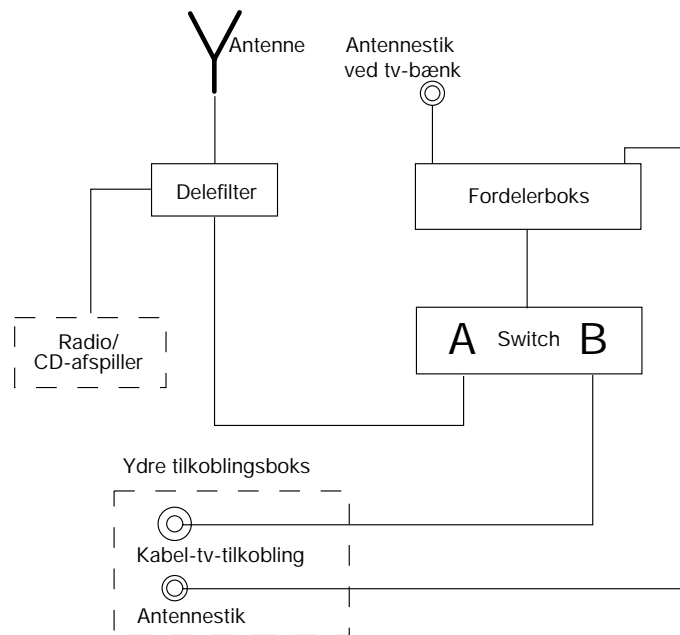 Antenne
Antennestik
ved tv-bænk
Delefilter
Fordelerboks
Radio/
CD-afspiller
A Switch B
Ydre tilkoblingsboks
Kabel-tv-tilkobling
Antennestik